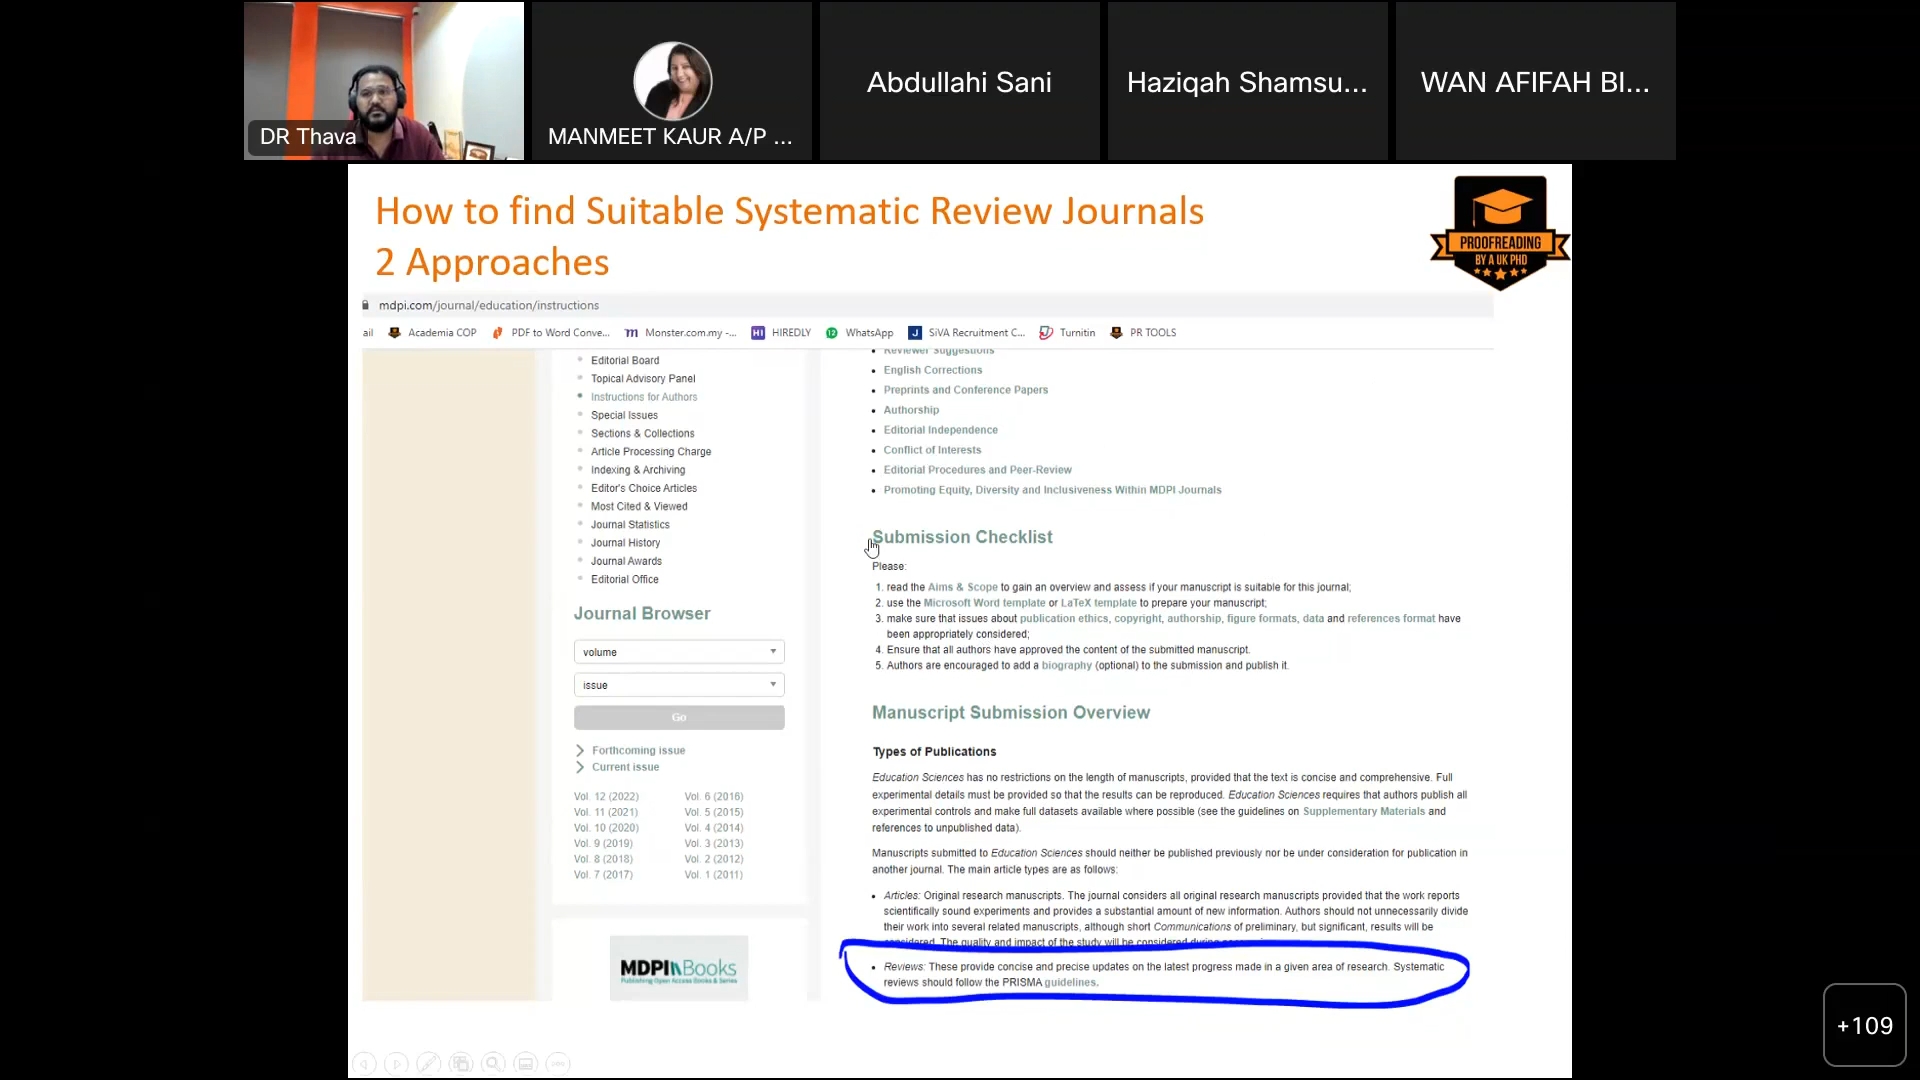 DR Thava
MANMEET KAUR A/P ...
Abdullahi Sani
Haziqah Shamsu...
WAN AFIFAH BI...
How to find Suitable Systematic Review Journals
2 Approaches
PROOFREADING
BY A UK PHD
mdpi.com/journal/education/instructions
ail
Academia COP
PDF to Word Conve...
Monster.com.my -...
HIREDLY
WhatsApp
SiVA Recruitment C...
Turnitin
PR TOOLS
Editorial Board
Topical Advisory Panel
Instructions for Authors
Special Issues
Sections & Collections
Article Processing Charge
Indexing & Archiving
Editor's Choice Articles
Most Cited & Viewed
Journal Statistics
Journal History
Journal Awards
Editorial Office
Journal Browser
volume
issue
Go
Forthcoming issue
Current issue
Vol. 12 (2022)
Vol. 11 (2021)
Vol. 10 (2020)
Vol. 9 (2019)
Vol. 8 (2018)
Vol. 7 (2017)
Vol. 6 (2016)
Vol. 5 (2015)
Vol. 4 (2014)
Vol. 3 (2013)
Vol. 2 (2012)
Vol. 1 (2011)
MDPI Books
Publishing Open Access Books & Series
Reviewer Suggestions
English Corrections
Preprints and Conference Papers
Authorship
Editorial Independence
Conflict of Interests
Editorial Procedures and Peer-Review
Promoting Equity, Diversity and Inclusiveness Within MDPI Journals
Submission Checklist
Please:
1. read the Aims & Scope to gain an overview and assess if your manuscript is suitable for this journal;
2. use the Microsoft Word template or LaTeX template to prepare your manuscript;
3. make sure that issues about publication ethics, copyright, authorship, figure formats, data and references format have
been appropriately considered;
4. Ensure that all authors have approved the content of the submitted manuscript.
5. Authors are encouraged to add a biography (optional) to the submission and publish it.
Manuscript Submission Overview
Types of Publications
Education Sciences has no restrictions on the length of manuscripts, provided that the text is concise and comprehensive. Full
experimental details must be provided so that the results can be reproduced. Education Sciences requires that authors publish all
experimental controls and make full datasets available where possible (see the guidelines on Supplementary Materials and
references to unpublished data).
Manuscripts submitted to Education Sciences should neither be published previously nor be under consideration for publication in
another journal. The main article types are as follows:
Articles: Original research manuscripts. The journal considers all original research manuscripts provided that the work reports
scientifically sound experiments and provides a substantial amount of new information. Authors should not unnecessarily divide
their work into several related manuscripts, although short Communications of preliminary, but significant, results will be
considered. The quality and impact of the study will be considered during
Reviews: These provide concise and precise updates on the latest progress made in a given area of research. Systematic
reviews should follow the PRISMA guidelines.
+109